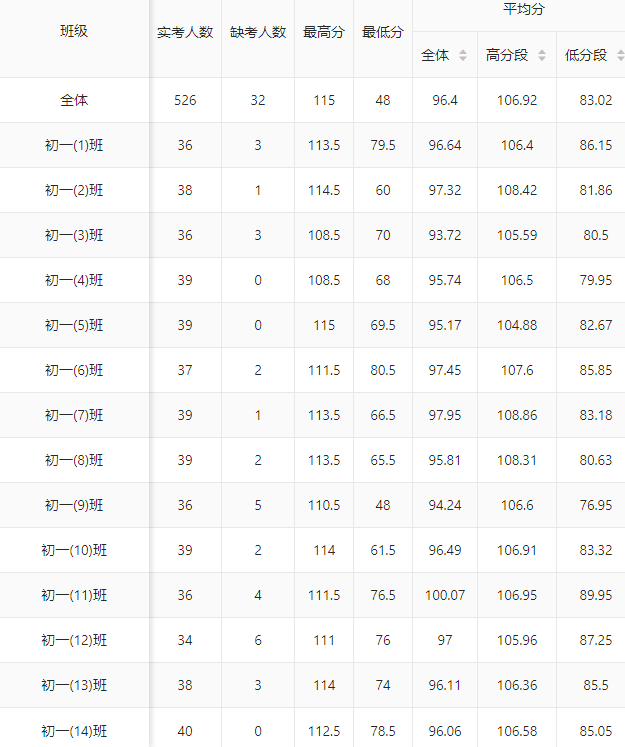 班级 实考人数 缺考人数 最高分 最低分 平均分
全体 高分段 低分段
全体 526 32 115 48 96.4 106.92 83.02
初一(1)班 36 3 113.5 79.5 96.64 106.4 86.15
初一(2)班 38 1 114.5 60 97.32 108.42 81.86
初一(3)班 36 3 108.5 70 93.72 105.59 80.5
初一(4)班 39 0 108.5 68 95.74 106.5 79.95
初一(5)班 39 0 115 69.5 95.17 104.88 82.67
初一(6)班 37 2 111.5 80.5 97.45 107.6 85.85
初一(7)班 39 1 113.5 66.5 97.95 108.86 83.18
初一(8)班 39 2 113.5 65.5 95.81 108.31 80.63
初一(9)班 36 5 110.5 48 94.24 106.6 76.95
初一(10)班 39 2 114 61.5 96.49 106.91 83.32
初一(11)班 36 4 111.5 76.5 100.07 106.95 89.95
初一(12)班 34 6 111 76 97 105.96 87.25
初一(13)班 38 3 114 74 96.11 106.36 85.5
初一(14)班 40 0 112.5 78.5 96.06 106.58 85.05